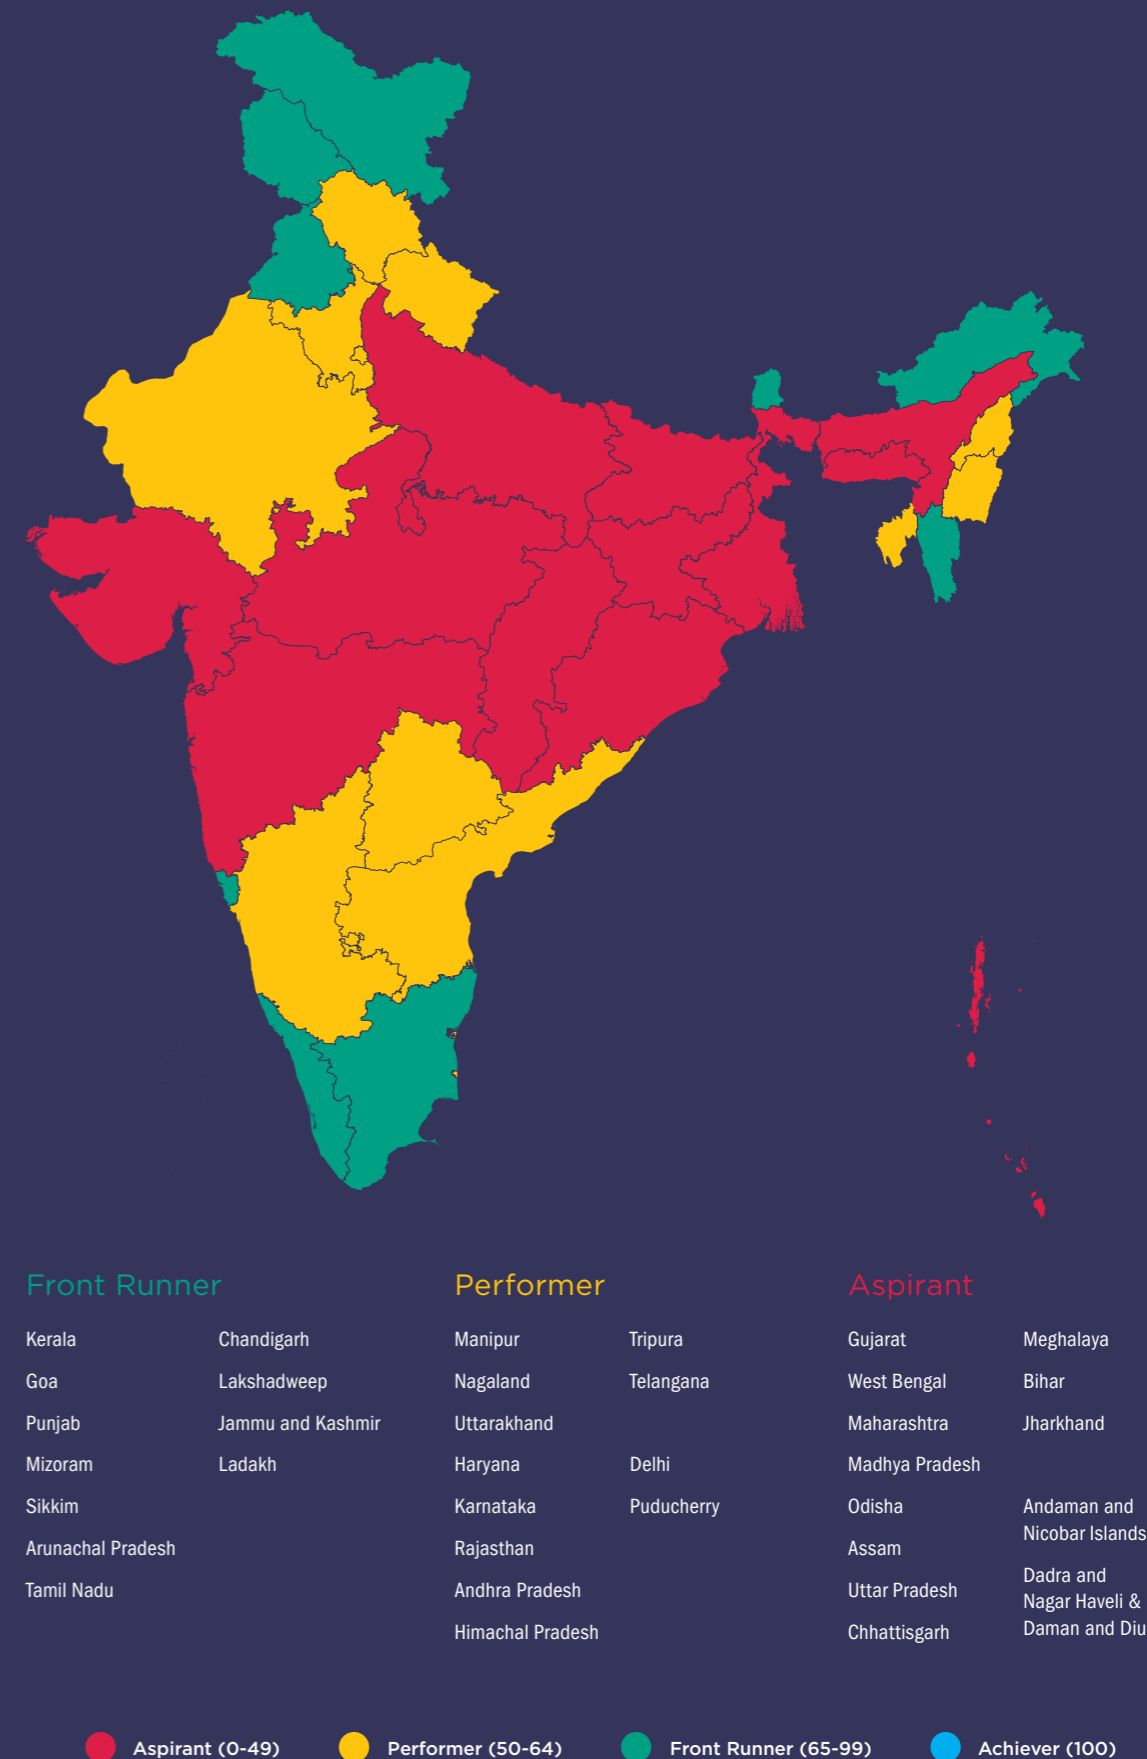 Front Runner
Kerala
Goa
Punjab
Mizoram
Sikkim
Arunachal Pradesh
Tamil Nadu
Chandigarh
Lakshadweep
Jammu and Kashmir
Ladakh
Performer
Manipur
Nagaland
Uttarakhand
Haryana
Karnataka
Rajasthan
Andhra Pradesh
Himachal Pradesh
Tripura
Telangana
Delhi
Puducherry
Aspirant
Gujarat
West Bengal
Maharashtra
Madhya Pradesh
Odisha
Assam
Uttar Pradesh
Chhattisgarh
Meghalaya
Bihar
Jharkhand
Andaman and
Nicobar Islands
Dadra and
Nagar Haveli &
Daman and Diu
Aspirant (0-49)
Performer (50-64)
Front Runner (65-99)
Achiever (100)